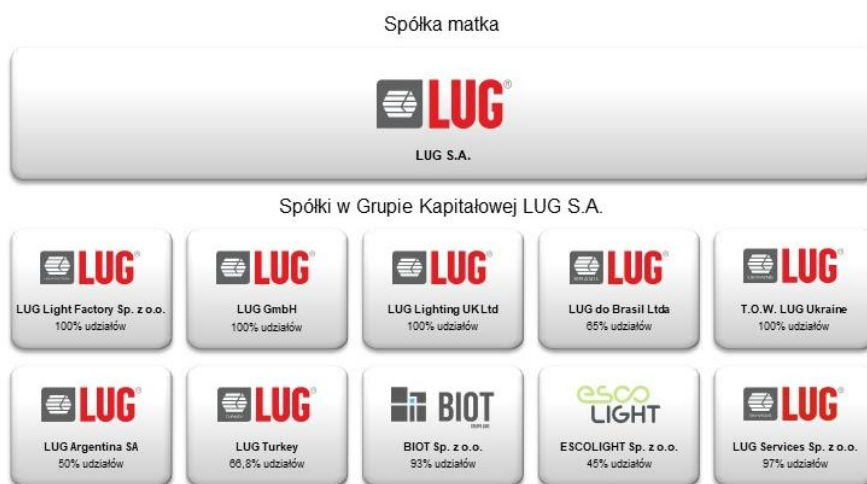 Spółka matka
LUG®
LUG S.A.
Spółki w Grupie Kapitałowej LUG S.A.
LUG®
LUG Light Factory Sp. z o.o.
100% udziałów
LUG®
LUG GmbH
100% udziałów
LUG®
LUG Lighting UK Ltd
100% udziałów
BRASIL
LUG®
LUG do Brasil Ltda
65% udziałów
LUG®
T.O.W. LUG Ukraine
100% udziałów
LUG®
LUG Argentina SA
50% udziałów
TURKEY
LUG®
LUG Turkey
66,8% udziałów
BIOT
BIOT Sp. z o.o.
93% udziałów
esco
LIGHT
ESCOLIGHT Sp. z o.o.
45% udziałów
LUG®
LUG Services Sp. z o.o.
97% udziałów